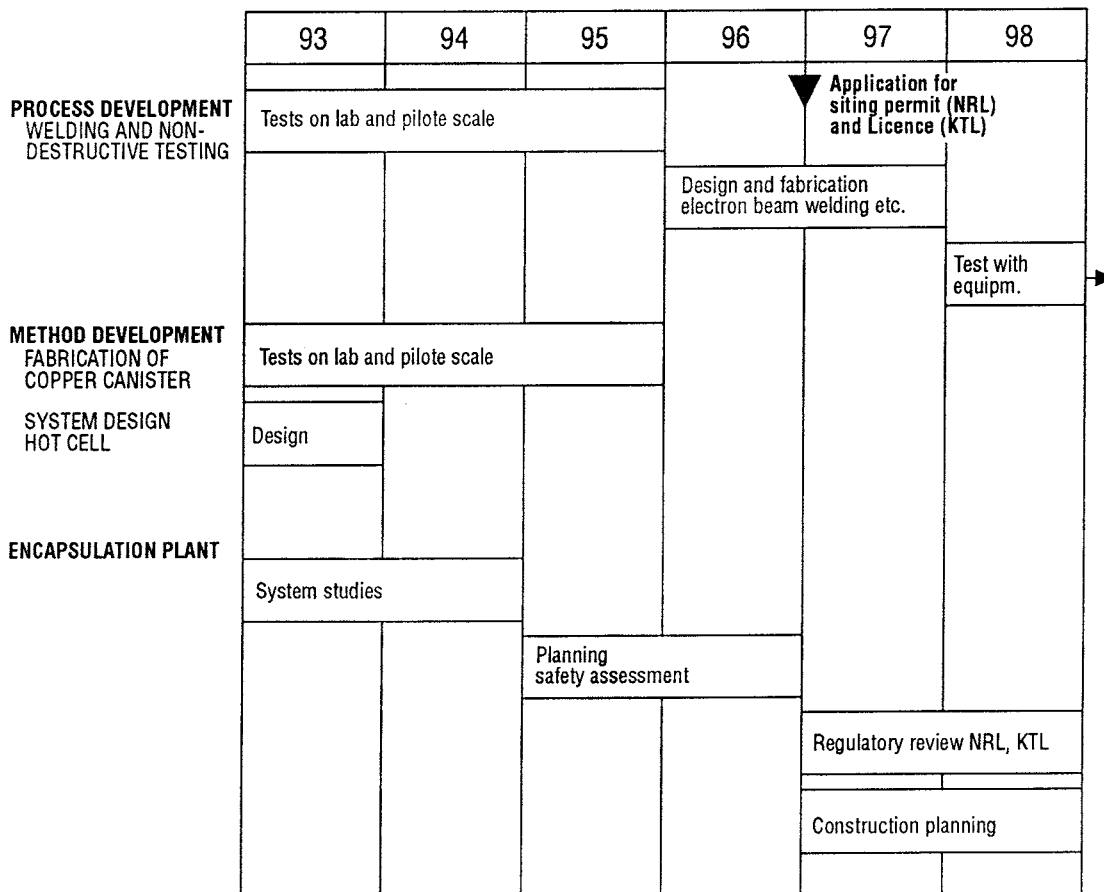 93 94 95 96 97 98
Application for
siting permit (NRL)
and Licence (KTL)
PROCESS DEVELOPMENT
WELDING AND NON-
DESTRUCTIVE TESTING
Tests on lab and pilote scale
Design and fabrication
electron beam welding etc.
Test with
equipm.
METHOD DEVELOPMENT
FABRICATION OF
COPPER CANISTER
Tests on lab and pilote scale
SYSTEM DESIGN
HOT CELL
Design
ENCAPSULATION PLANT
System studies
Planning
safety assessment
Regulatory review NRL, KTL
Construction planning